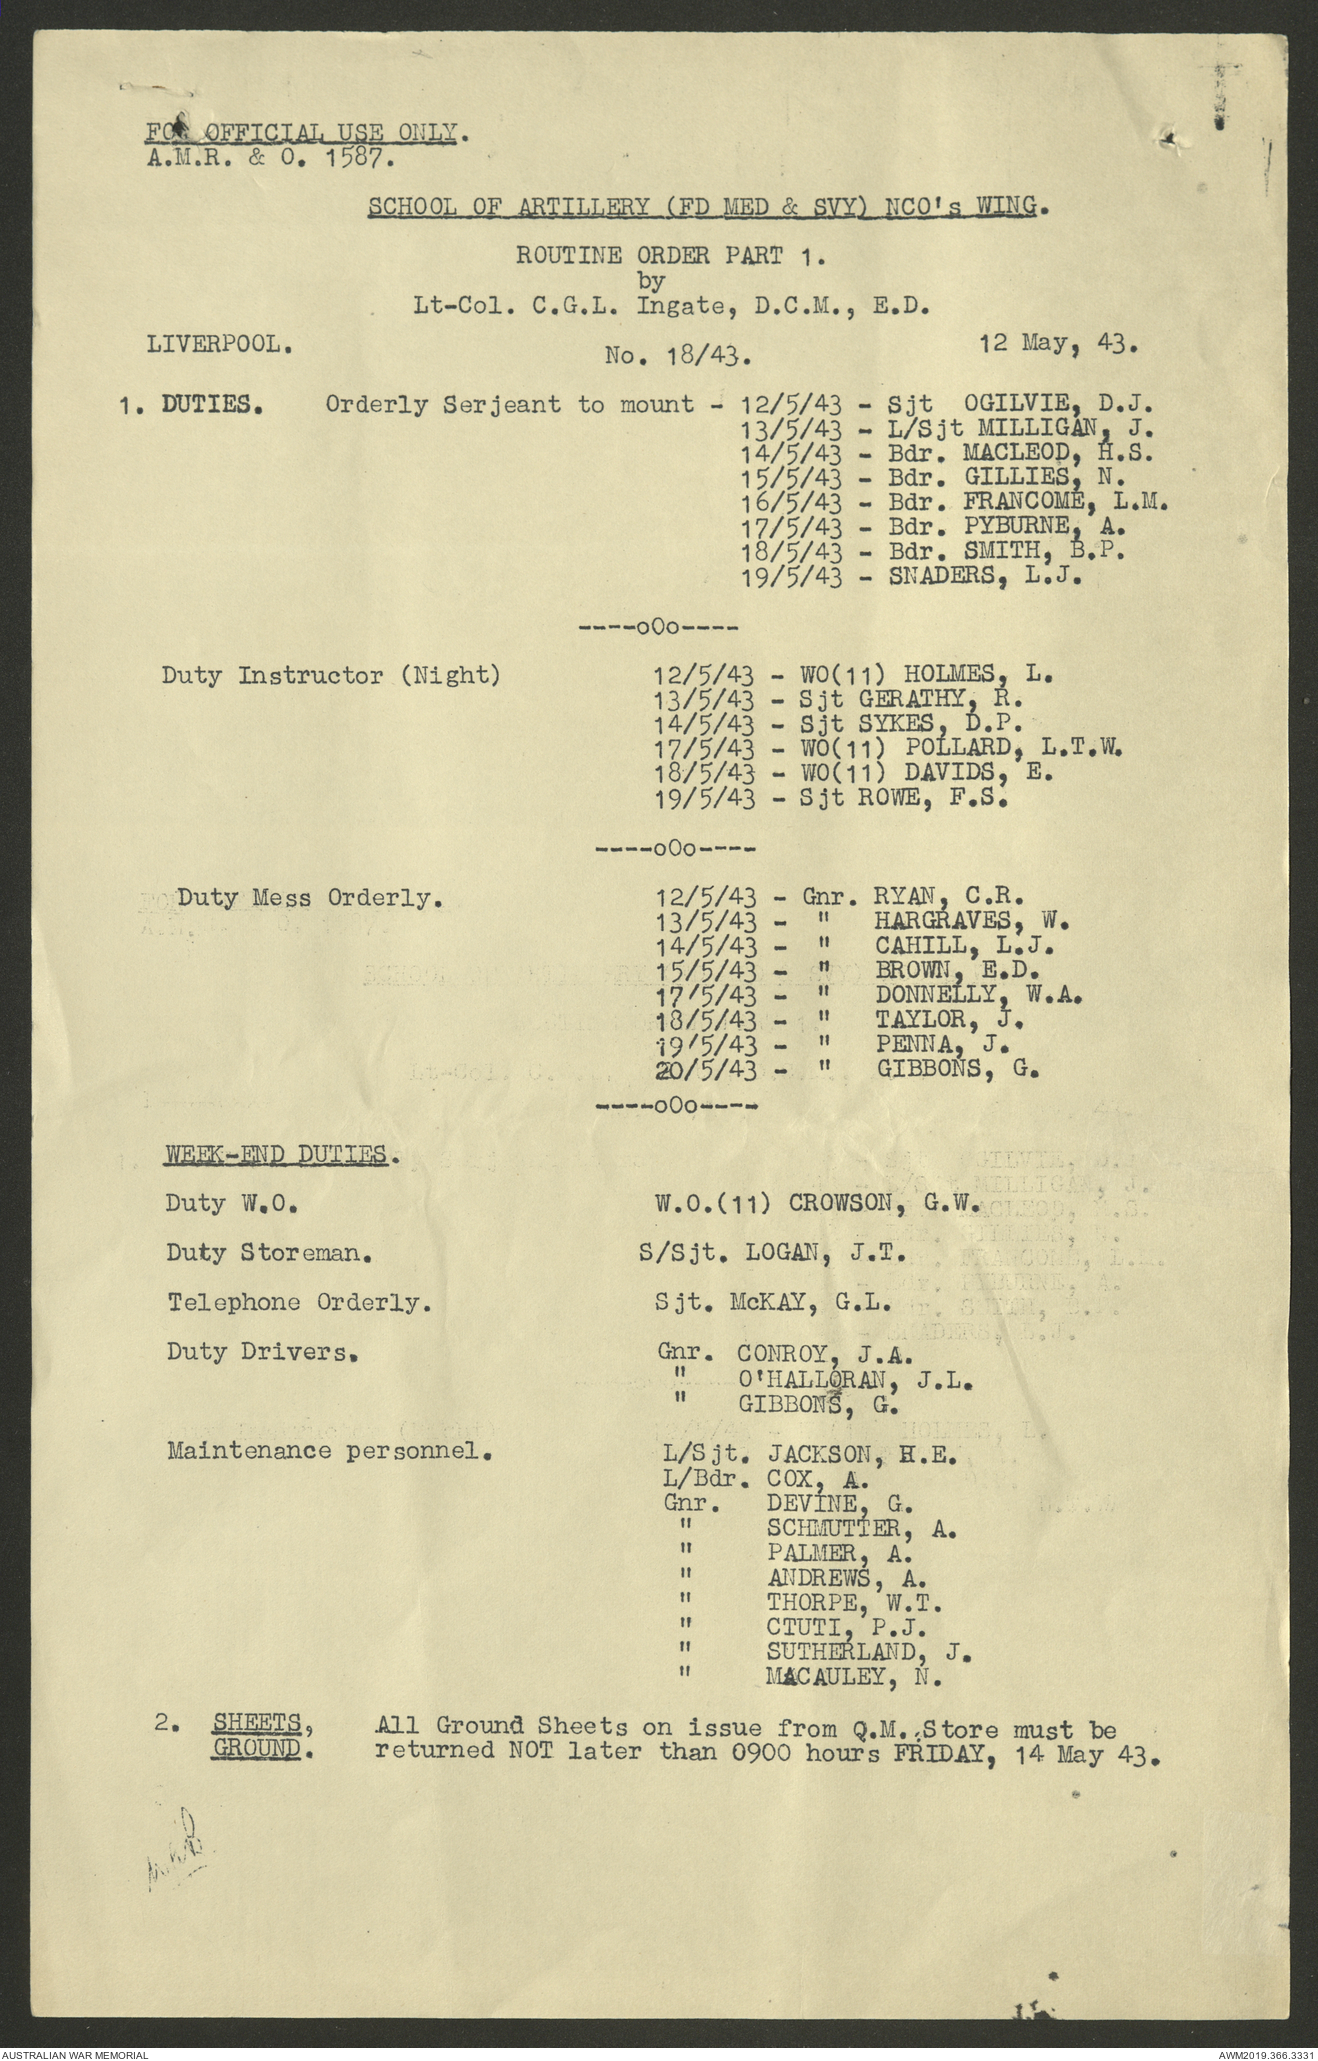 FOR OFFICIAL USE ONLY.
A.M.R. & O. 1587.
SCHOOL OF ARTILLERY (FD MED & SVY) NCO's WING.
ROUTINE ORDER PART 1.
by
Lt-Col. C.G.L. Ingate, D.C.M., E.D.
LIVERPOOL. No. 18/43. 12 May, 43.
1. DUTIES. Orderly Serjeant to mount - 12/5/43 - Sjt OGILVIE, D.J.
13/5/43 - L/Sjt MILLIGAN, J.
14/5/43 - Bdr. MACLEOD, H.S.
15/5/43 - Bdr. GILLIES, N.
16/5/43 - Bdr. FRANCOME, L.M.
17/5/43 - Bdr. PYBURNE, A.
18/5/43 - Bdr. SMITH, B.P.
19/5/43 - SNADERS, L.J.
----oOo----
Duty Instructor (Night) 12/5/43 - WO(11) HOLMES, L.
13/5/43 - Sjt GERATHY, R.
14/5/43 - Sjt SYKES, D.P.
17/5/43 - WO(11) POLLARD, L.T.W.
18/5/43 - WO(11) DAVIDS, E.
19/5/43 - Sjt ROWE, F.S.
----oOo----
Duty Mess Orderly. 12/5/43 - Gnr. RYAN, C.R.
13/5/43 - " HARGRAVES, W.
14/5/43 - " CAHILL, L.J.
15/5/43 - " BROWN, E.D.
17/5/43 - " DONNELLY, W.A.
18/5/43 - " TAYLOR, J.
19/5/43 - " PENNA, J.
20/5/43 - " GIBBONS, G.
----oOo----
WEEK-END DUTIES.
Duty W.O. W.O.(11) CROWSON, G.W.
Duty Storeman. S/Sjt. LOGAN, J.T.
Telephone Orderly. Sjt. McKAY, G.L.
Duty Drivers. Gnr. CONROY, J.A.
" O'HALLORAN, J.L.
" GIBBONS, G.
Maintenance personnel. L/Sjt. JACKSON, H.E.
L/Bdr. COX, A.
Gnr. DEVINE, G.
" SCHMUTTER, A.
" PALMER, A.
" ANDREWS, A.
" THORPE, W.T.
" CTUTI, P.J.
" SUTHERLAND, J.
" MACAULEY, N.
2. SHEETS, All Ground Sheets on issue from Q.M. Store must be
GROUND. returned NOT later than 0900 hours FRIDAY, 14 May 43.
AUSTRALIAN WAR MEMORIAL AWM2019.366.3331